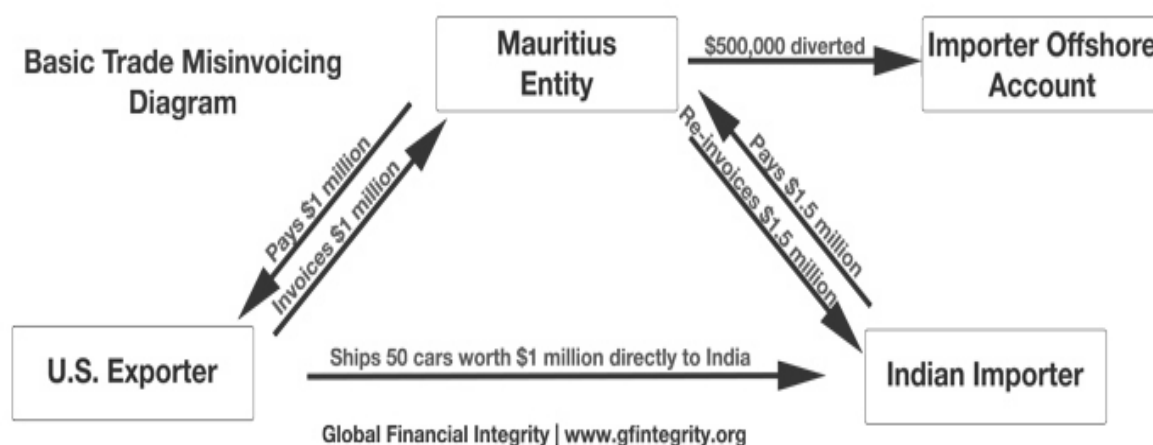 Basic Trade Misinvoicing
Diagram
Mauritius
Entity
$500,000 diverted
Importer Offshore
Account
Pays $1 million
Invoices $1 million
Re-invoices $1.5 million
Pays $1.5 million
U.S. Exporter
Ships 50 cars worth $1 million directly to India
Indian Importer
Global Financial Integrity | www.gfintegrity.org